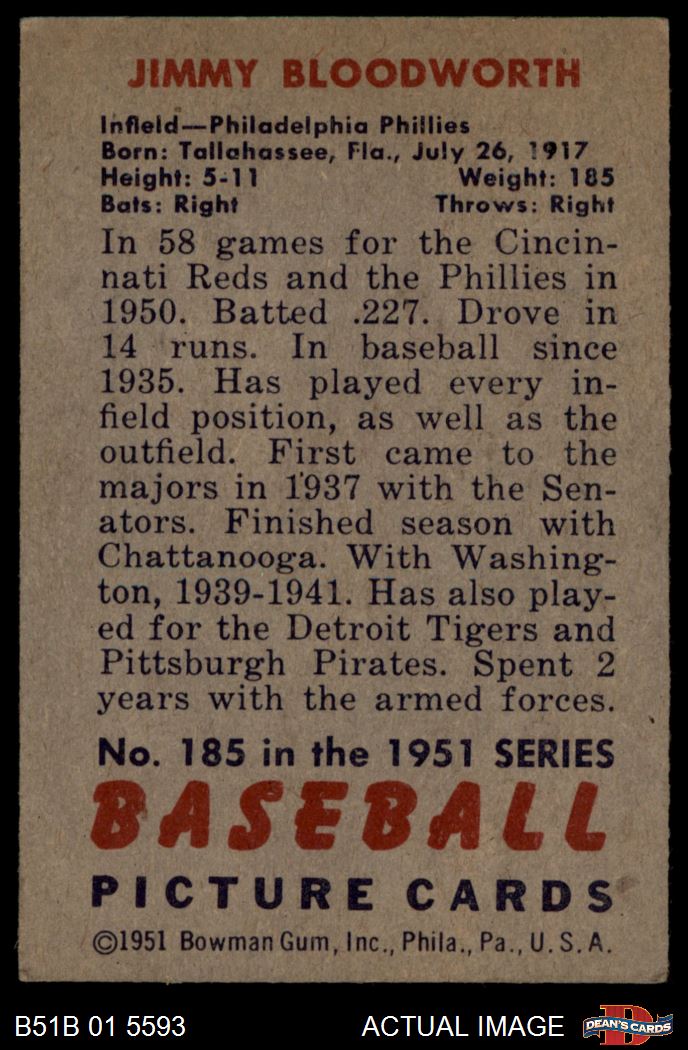 JIMMY BLOODWORTH
Infield—Philadelphia Phillies
Born: Tallahassee, Fla., July 26, 1917
Height: 5-11 Weight: 185
Bats: Right Throws: Right
In 58 games for the Cincin-
nati Reds and the Phillies in
1950. Batted .227. Drove in
14 runs. In baseball since
1935. Has played every in-
field position, as well as the
outfield. First came to the
majors in 1937 with the Sen-
ators. Finished season with
Chattanooga. With Washing-
ton, 1939-1941. Has also play-
ed for the Detroit Tigers and
Pittsburgh Pirates. Spent 2
years with the armed forces.
No. 185 in the 1951 SERIES
BASEBALL
PICTURE CARDS
©1951 Bowman Gum, Inc., Phila., Pa., U.S.A.
B51B 01 5593 ACTUAL IMAGE D DEAN'S CARDS